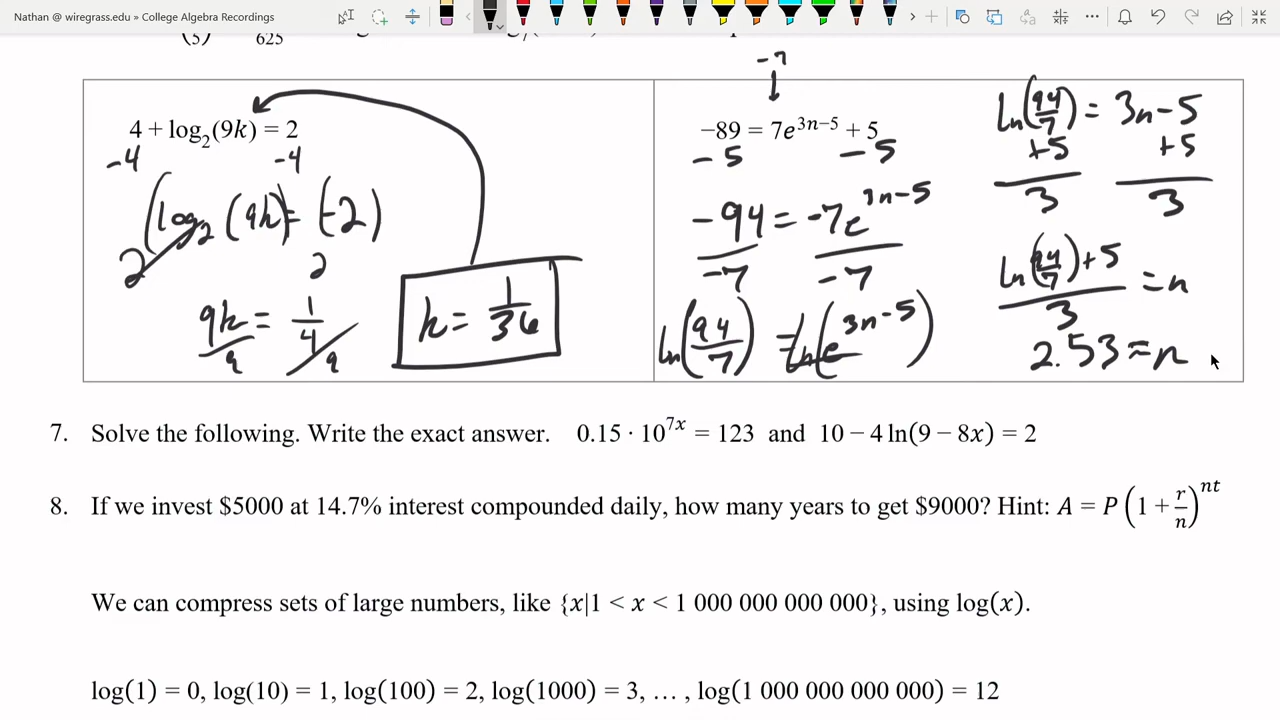 Nathan @ wiregrass.edu » College Algebra Recordings
(5) 625
4 + log₂(9k) = 2
-4 -4
2^(log₂(9k) = 2^(-2)
9k/9 = 1/4/9
k = 1/36
-7
↓
−89 = 7e^(3n−5) + 5
-5 -5
-94/-7 = -7e^(3n-5)/-7
ln(94/7) = ln(e^(3n-5))
ln(94/7) = 3n-5
+5 +5
3 3
(ln(94/7)+5)/3 = n
2.53 ≈ n
7. Solve the following. Write the exact answer. 0.15 · 10^(7x) = 123 and 10 − 4 ln(9 − 8x) = 2
8. If we invest $5000 at 14.7% interest compounded daily, how many years to get $9000? Hint: A = P(1 + r/n)^(nt)
We can compress sets of large numbers, like {x|1 < x < 1 000 000 000 000}, using log(x).
log(1) = 0, log(10) = 1, log(100) = 2, log(1000) = 3, … , log(1 000 000 000 000) = 12